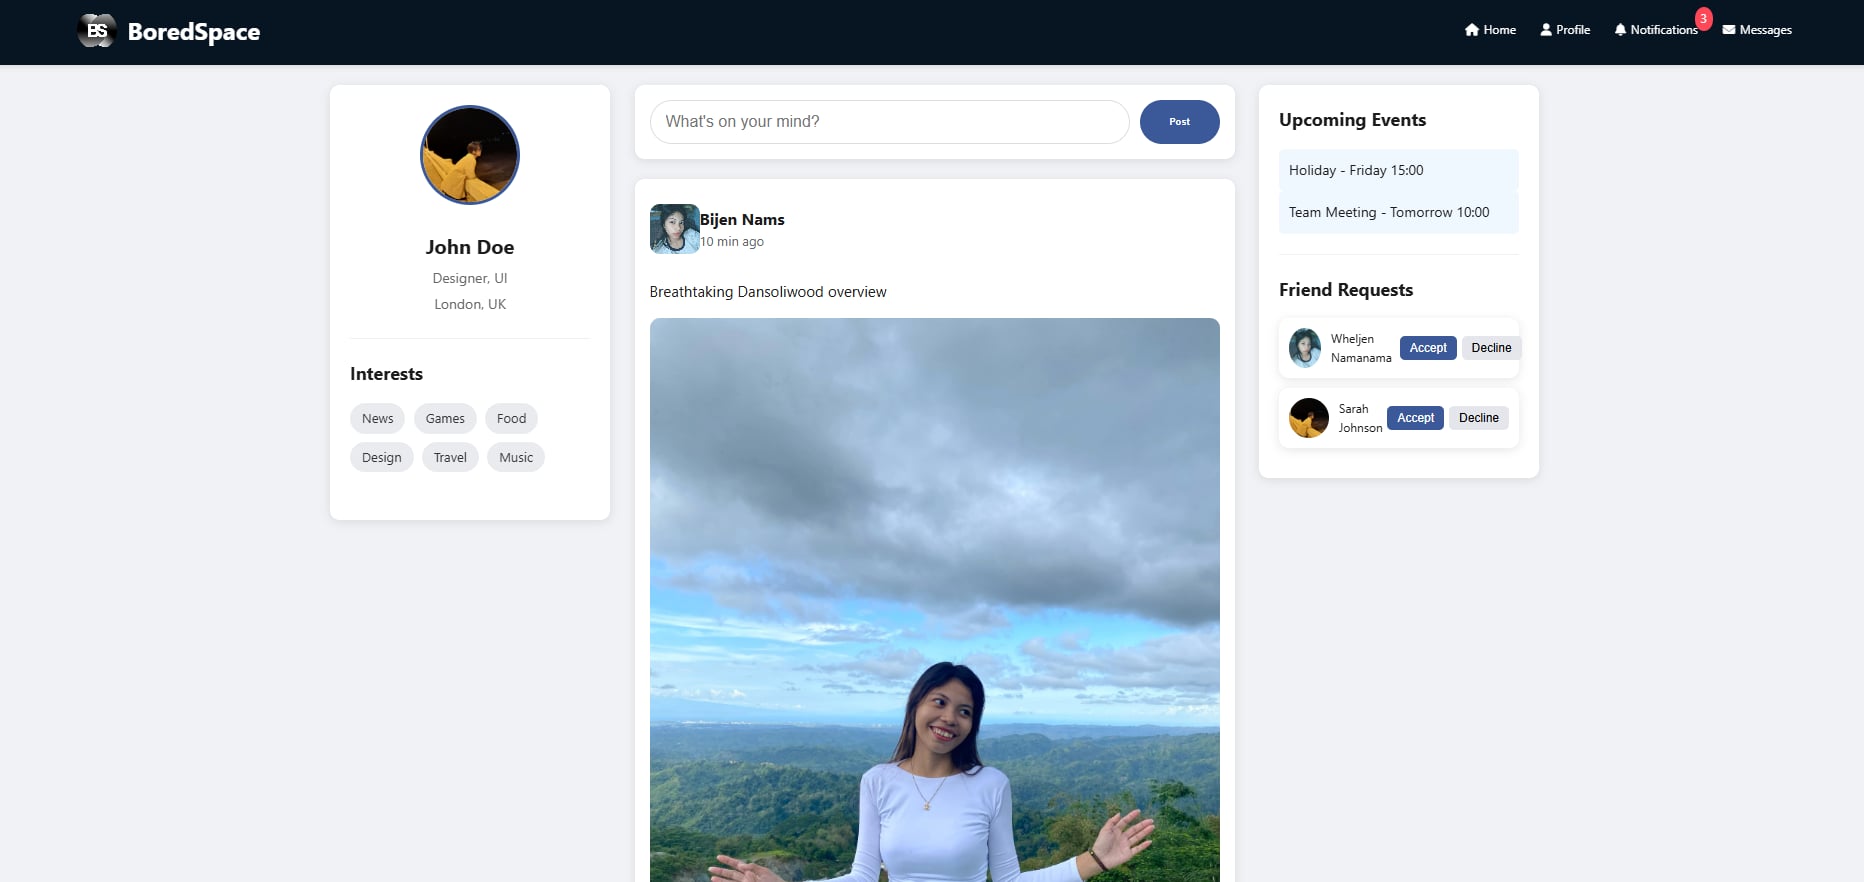 BS BoredSpace
Home Profile Notifications 3 Messages
John Doe
Designer, UI
London, UK
Interests
News Games Food
Design Travel Music
What's on your mind? Post
Bijen Nams
10 min ago
Breathtaking Dansoliwood overview
Upcoming Events
Holiday - Friday 15:00
Team Meeting - Tomorrow 10:00
Friend Requests
Wheljen
Namanama
Accept Decline
Sarah
Johnson
Accept Decline